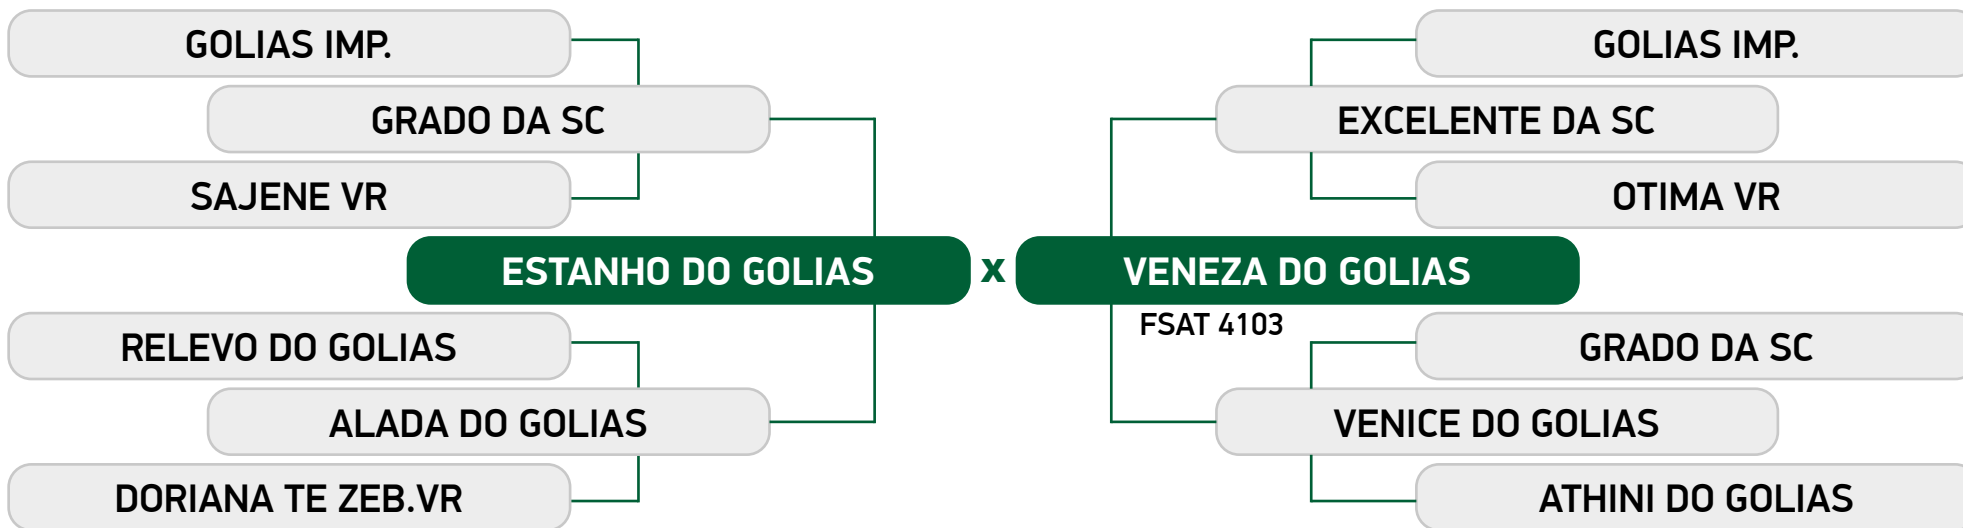 GOLIAS IMP.
GOLIAS IMP.
GRADO DA SC
EXCELENTE DA SC
SAJENE VR
OTIMA VR
ESTANHO DO GOLIAS x VENEZA DO GOLIAS
FSAT 4103
RELEVO DO GOLIAS
GRADO DA SC
ALADA DO GOLIAS
VENICE DO GOLIAS
DORIANA TE ZEB.VR
ATHINI DO GOLIAS